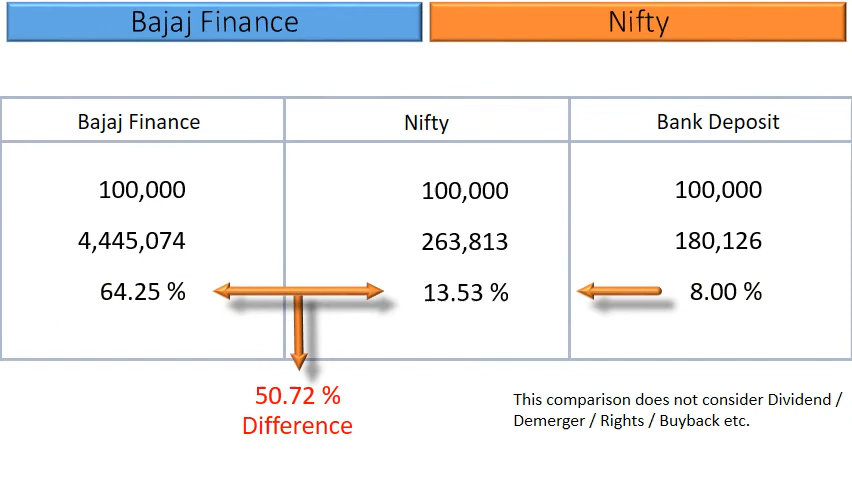 Bajaj Finance
Nifty
Bajaj Finance
Nifty
Bank Deposit
100,000
100,000
100,000
4,445,074
263,813
180,126
64.25 %
13.53 %
8.00 %
50.72 %
Difference
This comparison does not consider Dividend /
Demerger / Rights / Buyback etc.